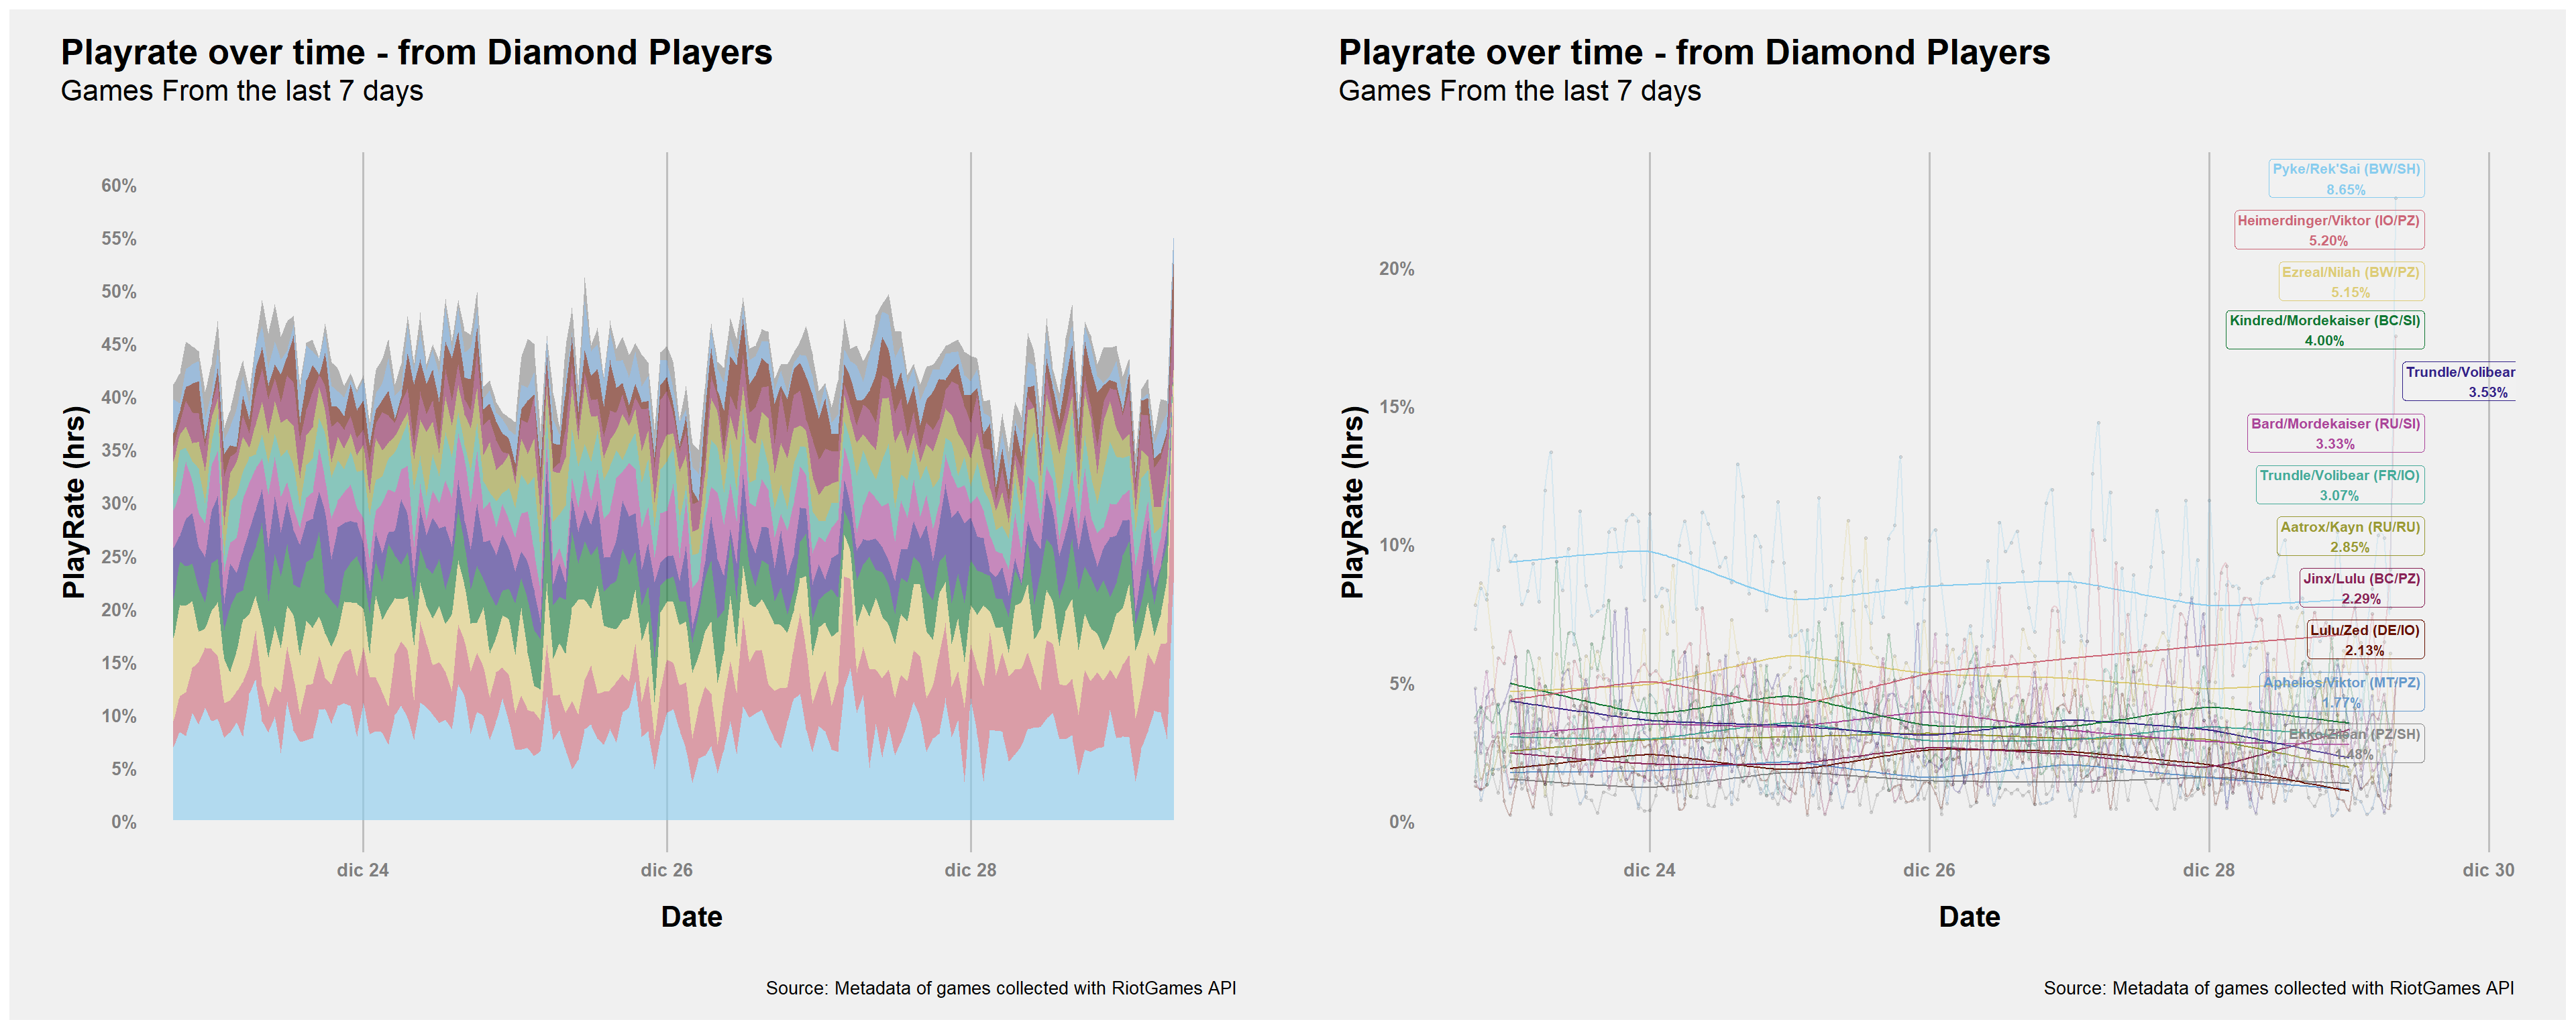 Playrate over time - from Diamond Players
Games From the last 7 days
60%
55%
50%
45%
40%
35%
30%
25%
20%
15%
10%
5%
0%
PlayRate (hrs)
dic 24
dic 26
dic 28
Date
Source: Metadata of games collected with RiotGames API
Playrate over time - from Diamond Players
Games From the last 7 days
20%
15%
10%
5%
0%
PlayRate (hrs)
Pyke/Rek'Sai (BW/SH)
8.65%
Heimerdinger/Viktor (IO/PZ)
5.20%
Ezreal/Nilah (BW/PZ)
5.15%
Kindred/Mordekaiser (BC/SI)
4.00%
Trundle/Volibear
3.53%
Bard/Mordekaiser (RU/SI)
3.33%
Trundle/Volibear (FR/IO)
3.07%
Aatrox/Kayn (RU/RU)
2.85%
Jinx/Lulu (BC/PZ)
2.29%
Lulu/Zed (DE/IO)
2.13%
Aphelios/Viktor (MT/PZ)
1.77%
Ekko/Zilean (PZ/SH)
1.48%
dic 24
dic 26
dic 28
dic 30
Date
Source: Metadata of games collected with RiotGames API